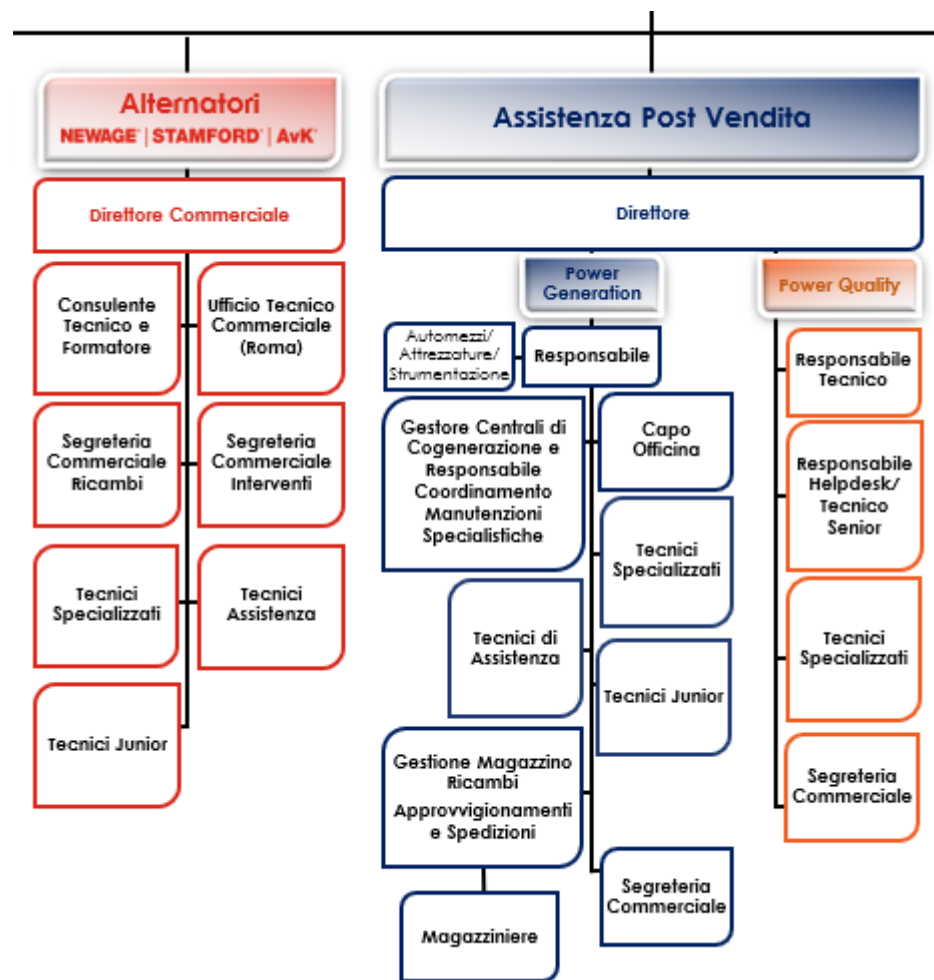 Alternatori
NEWAGE | STAMFORD | AvK
Direttore Commerciale
Consulente
Tecnico e
Formatore
Ufficio Tecnico
Commerciale
(Roma)
Segreteria
Commerciale
Ricambi
Segreteria
Commerciale
Interventi
Tecnici
Specializzati
Tecnici
Assistenza
Tecnici Junior
Assistenza Post Vendita
Direttore
Power
Generation
Automezzi/
Attrezzature/
Strumentazione
Responsabile
Gestore Centrali di
Cogenerazione e
Responsabile
Coordinamento
Manutenzioni
Specialistiche
Capo
Officina
Tecnici
Specializzati
Tecnici di
Assistenza
Tecnici Junior
Gestione Magazzino
Ricambi
Approvvigionamenti
e Spedizioni
Magazziniere
Segreteria
Commerciale
Power Quality
Responsabile
Tecnico
Responsabile
Helpdesk/
Tecnico
Senior
Tecnici
Specializzati
Segreteria
Commerciale